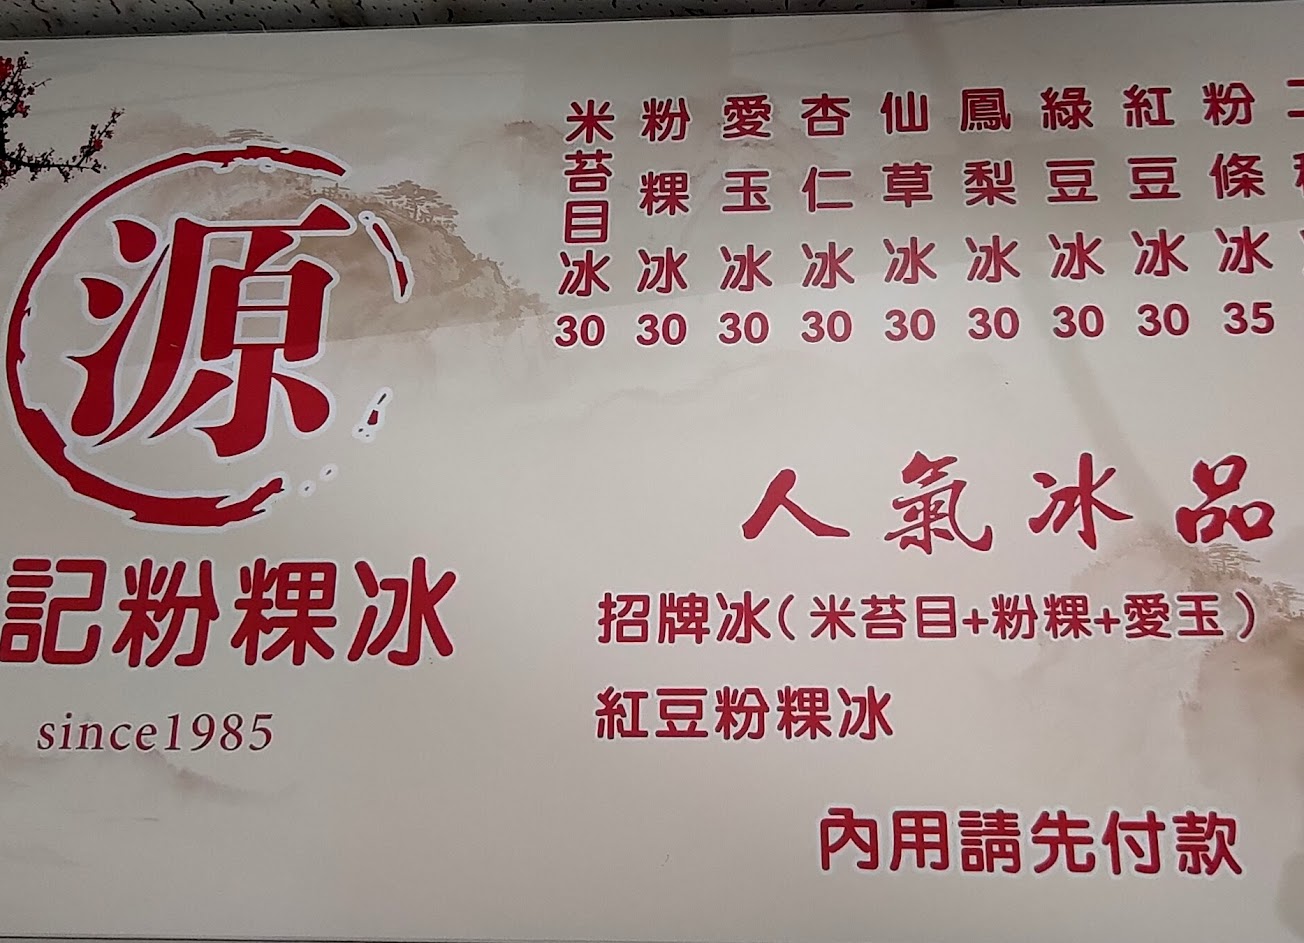 源
記粉粿冰
since1985
米苔目冰 30
粉粿冰 30
愛玉冰 30
杏仁冰 30
仙草冰 30
鳳梨冰 30
綠豆冰 30
紅豆冰 30
粉條冰 35
人氣冰品
招牌冰(米苔目+粉粿+愛玉)
紅豆粉粿冰
內用請先付款